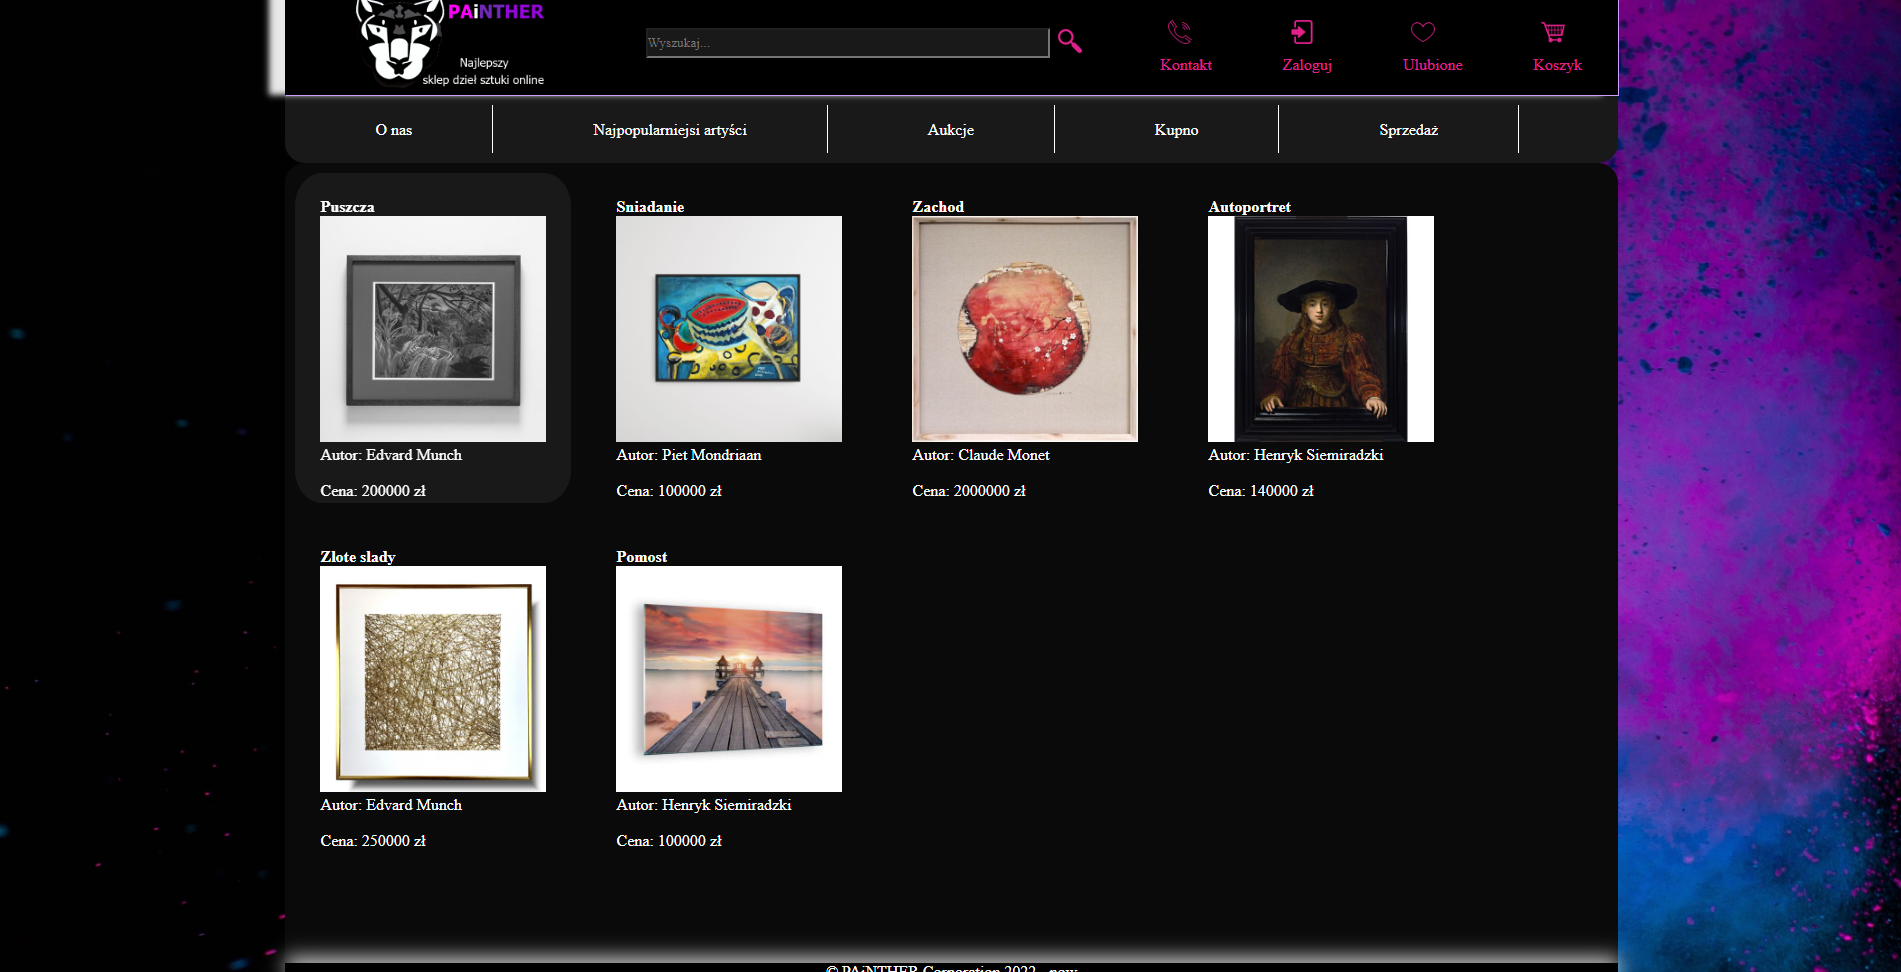 PAiNTHER
Najlepszy
sklep dzieł sztuki online
Wyszukaj...
Kontakt
Zaloguj
Ulubione
Koszyk
O nas
Najpopularniejsi artyści
Aukcje
Kupno
Sprzedaż
Puszcza
Sniadanie
Zachod
Autoportret
Autor: Edvard Munch
Autor: Piet Mondriaan
Autor: Claude Monet
Autor: Henryk Siemiradzki
Cena: 200000 zł
Cena: 100000 zł
Cena: 2000000 zł
Cena: 140000 zł
Zlote slady
Pomost
Autor: Edvard Munch
Autor: Henryk Siemiradzki
Cena: 250000 zł
Cena: 100000 zł
© PAiNTHER Corporation 2022 - now